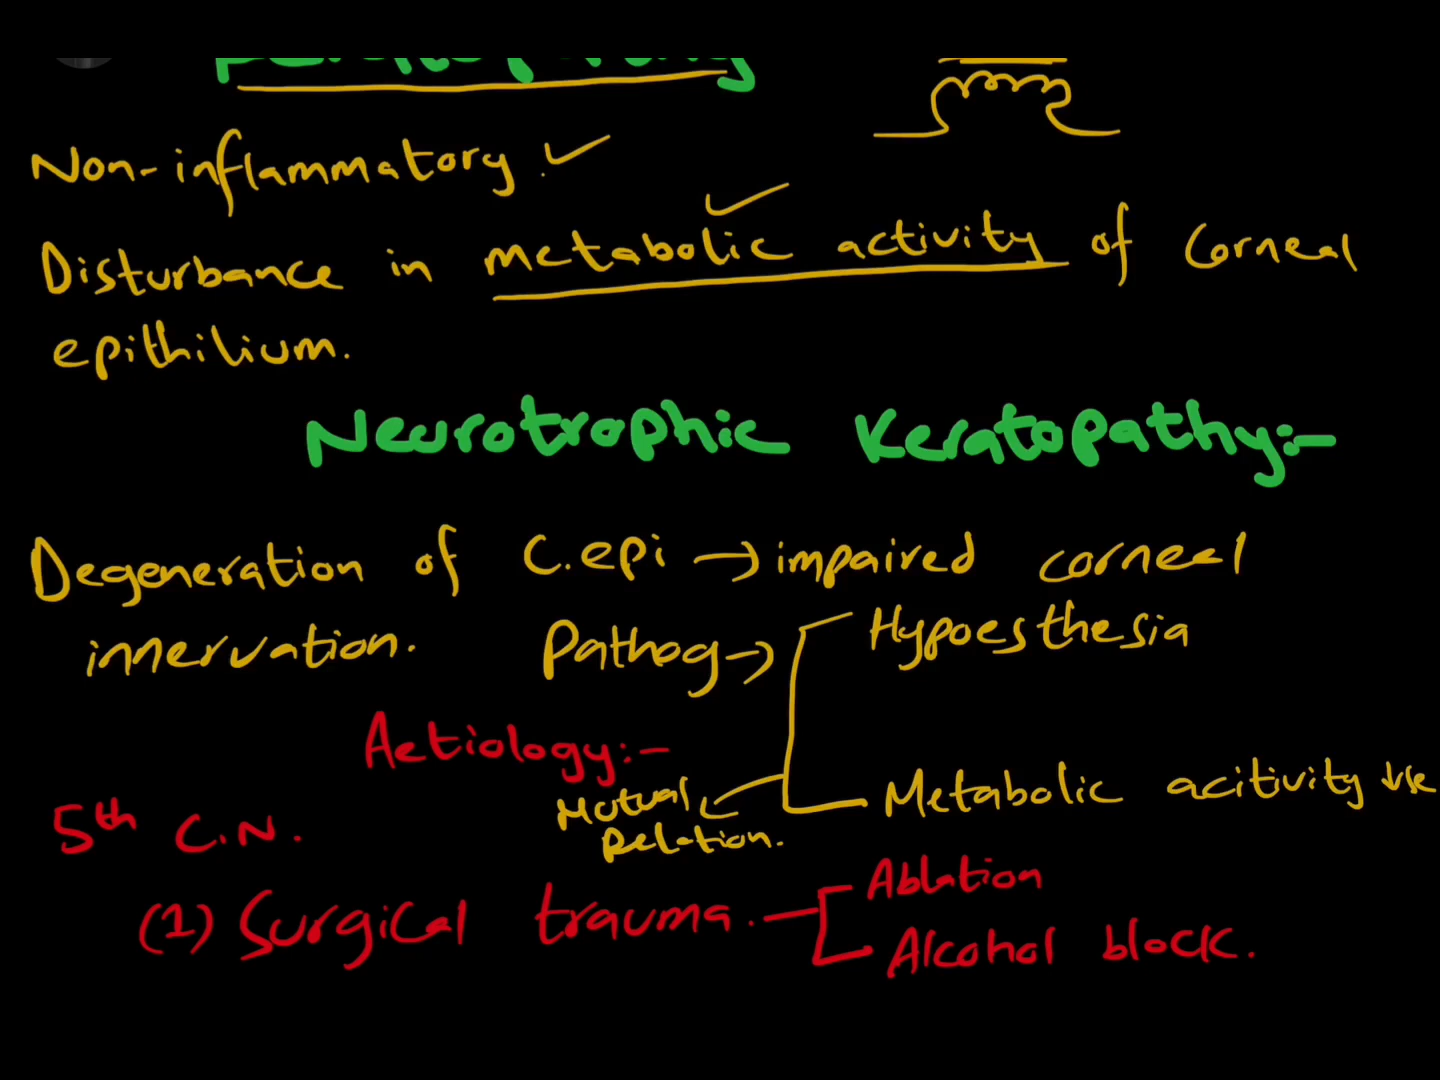 Non-inflammatory.
Disturbance in metabolic activity of Corneal
epithilium.
Neurotrophic Keratopathy:-
Degeneration of C.epi → impaired corneal
innervation. Pathog → Hypoesthesia
Aetiology:-
Mutual Relation.
Metabolic acitivity ↓se
5th C.N.
(1) Surgical trauma. Ablation
Alcohol block.